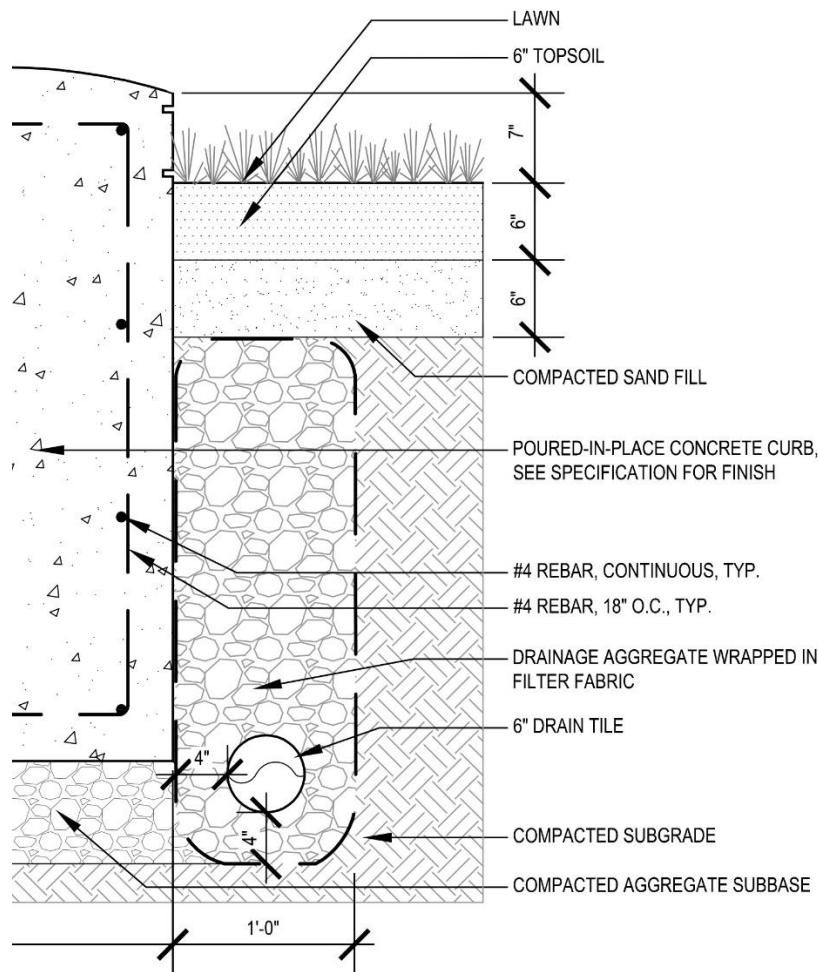 LAWN
6" TOPSOIL
7"
6"
6"
COMPACTED SAND FILL
POURED-IN-PLACE CONCRETE CURB,
SEE SPECIFICATION FOR FINISH
#4 REBAR, CONTINUOUS, TYP.
#4 REBAR, 18" O.C., TYP.
DRAINAGE AGGREGATE WRAPPED IN
FILTER FABRIC
6" DRAIN TILE
4"
4"
COMPACTED SUBGRADE
COMPACTED AGGREGATE SUBBASE
1'-0"